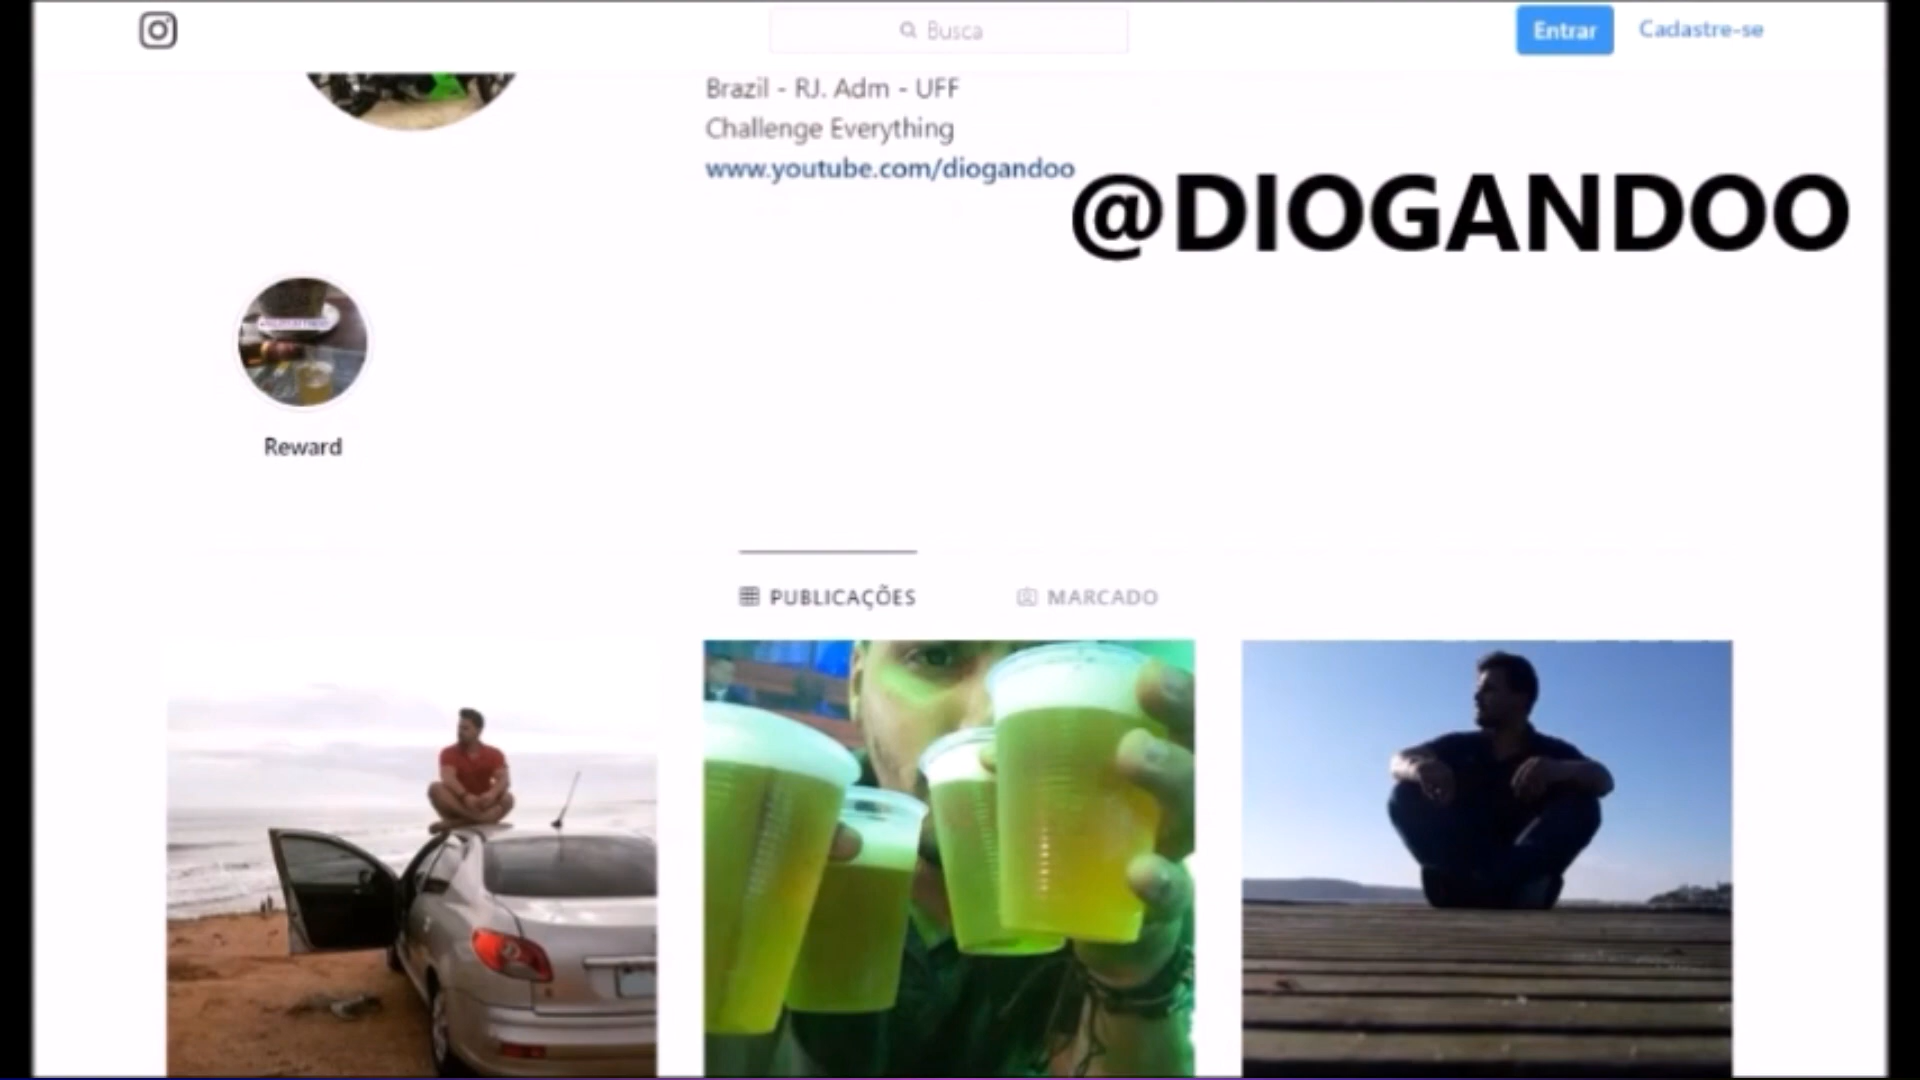 Busca
Entrar
Cadastre-se
Brazil - RJ. Adm - UFF
Challenge Everything
www.youtube.com/diogandoo
@DIOGANDOO
Reward
PUBLICAÇÕES
MARCADO